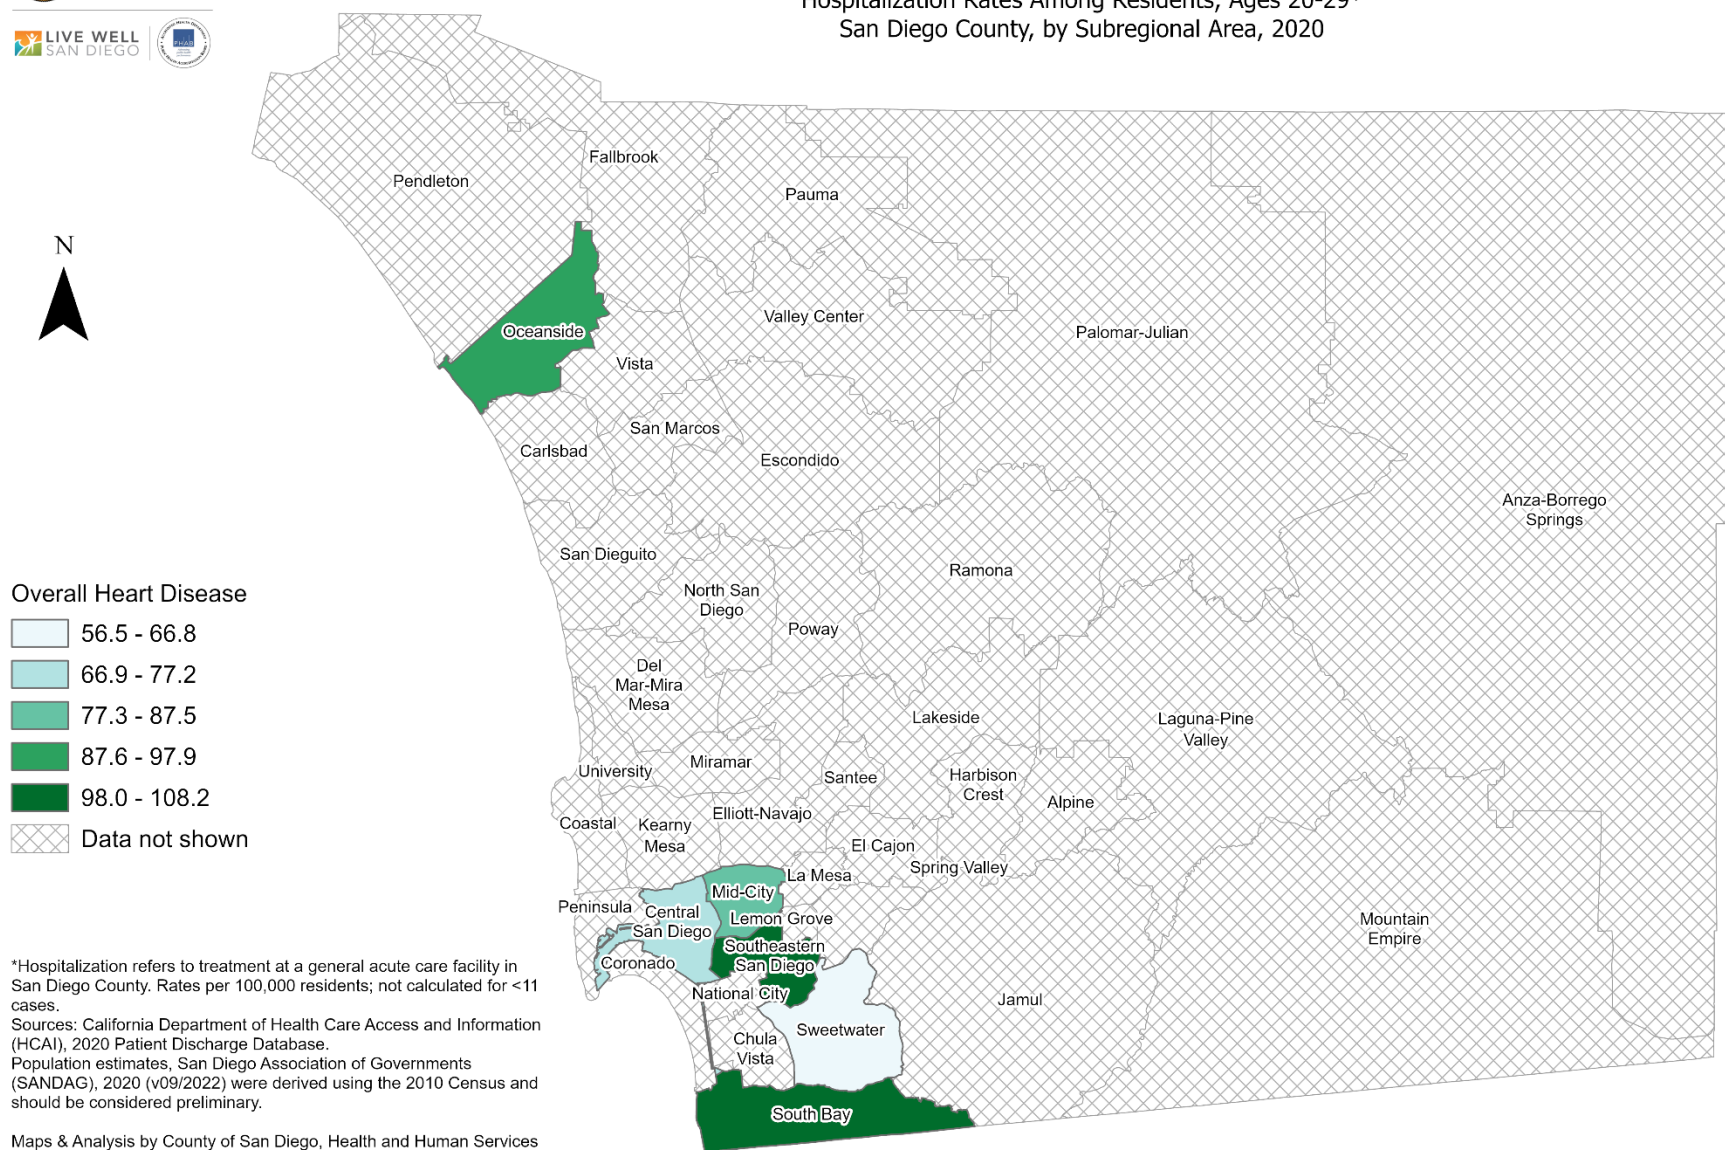 Hospitalization Rates Among Residents, Ages 20-29*
San Diego County, by Subregional Area, 2020
LIVE WELL
SAN DIEGO
PHAB
N
Pendleton
Fallbrook
Pauma
Oceanside
Valley Center
Palomar-Julian
Vista
San Marcos
Carlsbad
Escondido
Anza-Borrego
Springs
San Dieguito
North San
Diego
Ramona
Poway
Del
Mar-Mira
Mesa
Lakeside
Laguna-Pine
Valley
University
Miramar
Santee
Harbison
Crest
Alpine
Coastal
Kearny
Mesa
Elliott-Navajo
El Cajon
Spring Valley
La Mesa
Mid-City
Peninsula
Central
San Diego
Lemon Grove
Southeastern
San Diego
Coronado
National City
Mountain
Empire
Jamul
Sweetwater
Chula
Vista
South Bay
Overall Heart Disease
56.5 - 66.8
66.9 - 77.2
77.3 - 87.5
87.6 - 97.9
98.0 - 108.2
Data not shown
*Hospitalization refers to treatment at a general acute care facility in
San Diego County. Rates per 100,000 residents; not calculated for <11
cases.
Sources: California Department of Health Care Access and Information
(HCAI), 2020 Patient Discharge Database.
Population estimates, San Diego Association of Governments
(SANDAG), 2020 (v09/2022) were derived using the 2010 Census and
should be considered preliminary.
Maps & Analysis by County of San Diego, Health and Human Services